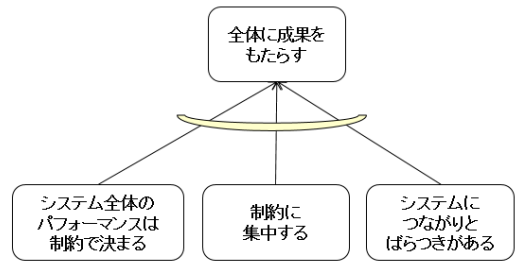 全体に成果を
もたらす
システム全体の
パフォーマンスは
制約で決まる
制約に
集中する
システムに
つながりと
ばらつきがある